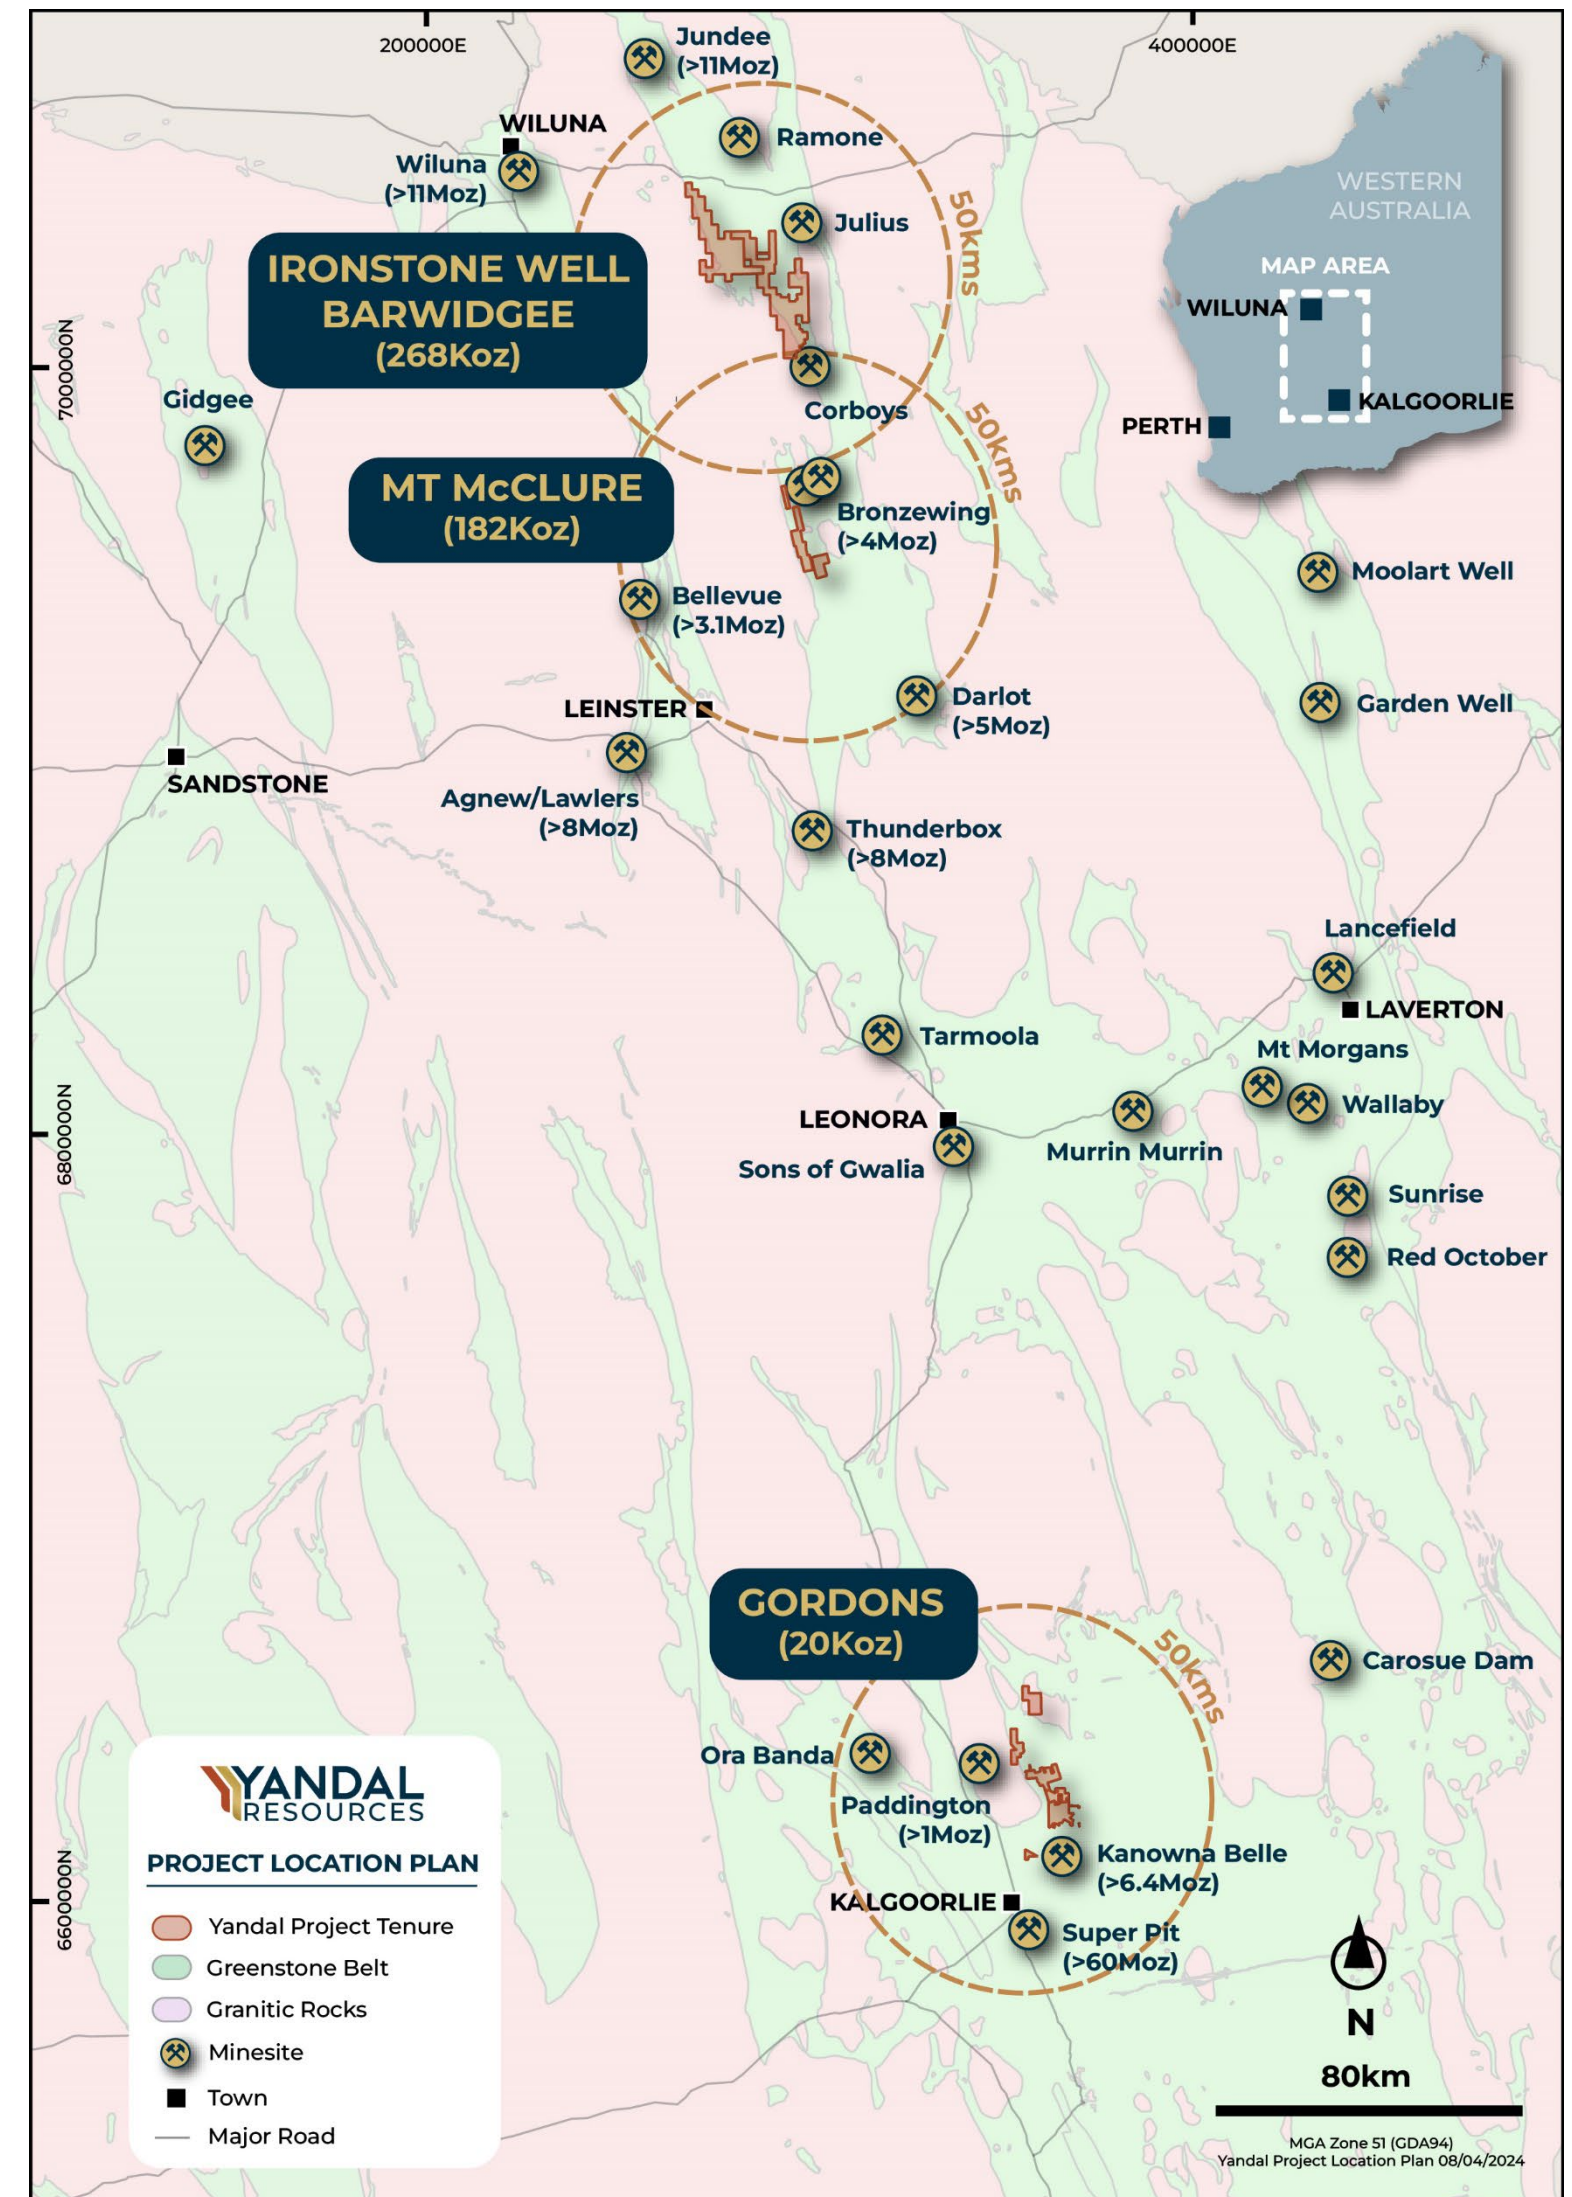 200000E
400000E
Jundee
(>11Moz)
WILUNA
Ramone
Wiluna
(>11Moz)
Julius
50kms
WESTERN
AUSTRALIA
MAP AREA
WILUNA
KALGOORLIE
PERTH
IRONSTONE WELL
BARWIDGEE
(268Koz)
7000000N
Gidgee
Corboys
50kms
MT McCLURE
(182Koz)
Bronzewing
(>4Moz)
Moolart Well
Bellevue
(>3.1Moz)
Darlot
(>5Moz)
Garden Well
LEINSTER
SANDSTONE
Agnew/Lawlers
(>8Moz)
Thunderbox
(>8Moz)
Lancefield
LAVERTON
Tarmoola
Mt Morgans
Wallaby
6800000N
LEONORA
Murrin Murrin
Sons of Gwalia
Sunrise
Red October
GORDONS
(20Koz)
50kms
Carosue Dam
Ora Banda
Paddington
(>1Moz)
Kanowna Belle
(>6.4Moz)
6600000N
KALGOORLIE
Super Pit
(>60Moz)
YANDAL
RESOURCES
PROJECT LOCATION PLAN
Yandal Project Tenure
Greenstone Belt
Granitic Rocks
Minesite
Town
Major Road
N
80km
MGA Zone 51 (GDA94)
Yandal Project Location Plan 08/04/2024